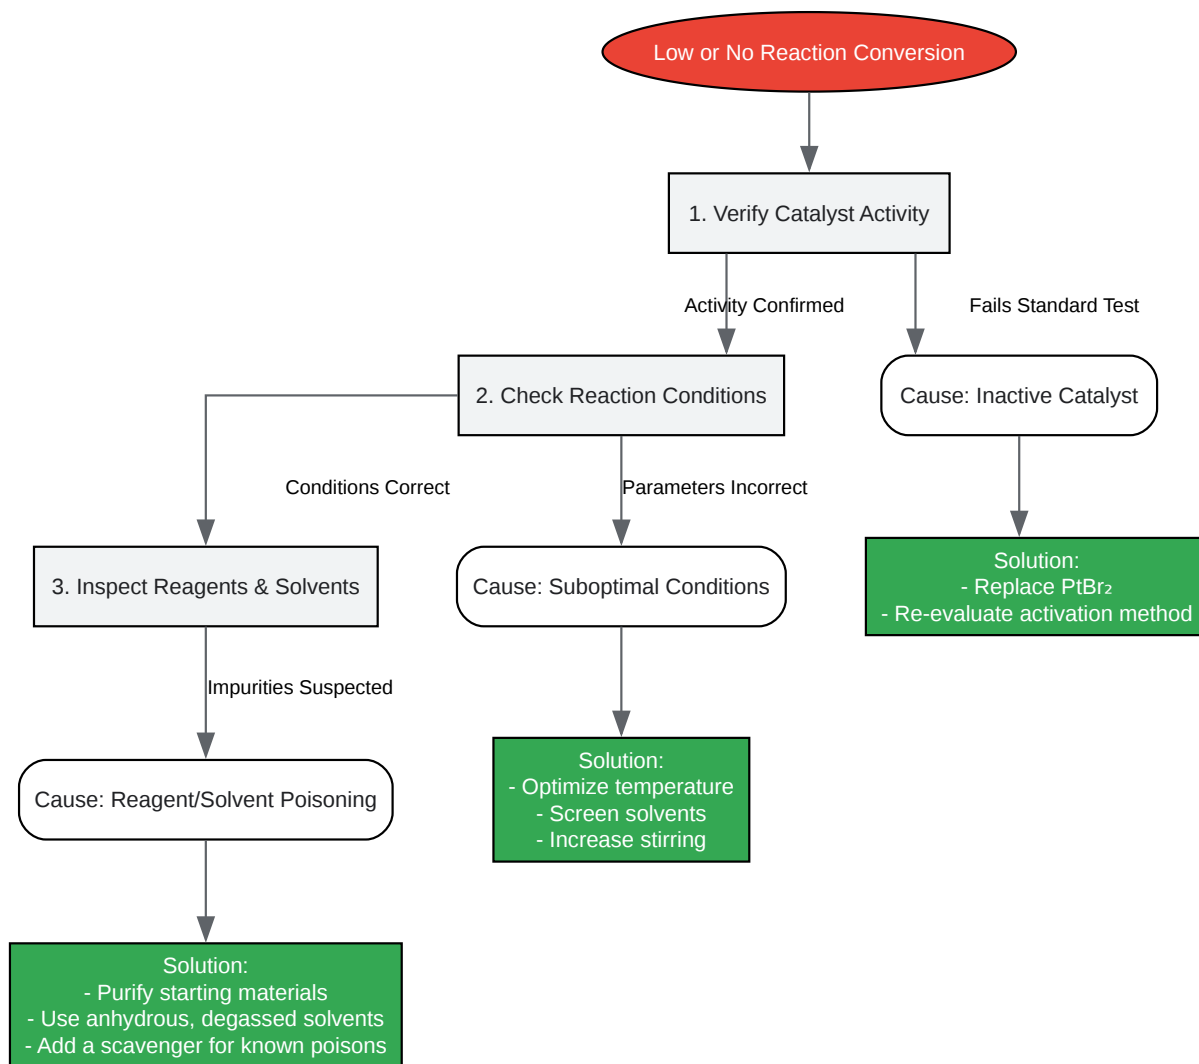 Low or No Reaction Conversion
1. Verify Catalyst Activity
Activity Confirmed
Fails Standard Test
2. Check Reaction Conditions
Cause: Inactive Catalyst
Conditions Correct
Parameters Incorrect
3. Inspect Reagents & Solvents
Cause: Suboptimal Conditions
Solution:
- Replace PtBr₂
- Re-evaluate activation method
Impurities Suspected
Cause: Reagent/Solvent Poisoning
Solution:
- Optimize temperature
- Screen solvents
- Increase stirring
Solution:
- Purify starting materials
- Use anhydrous, degassed solvents
- Add a scavenger for known poisons